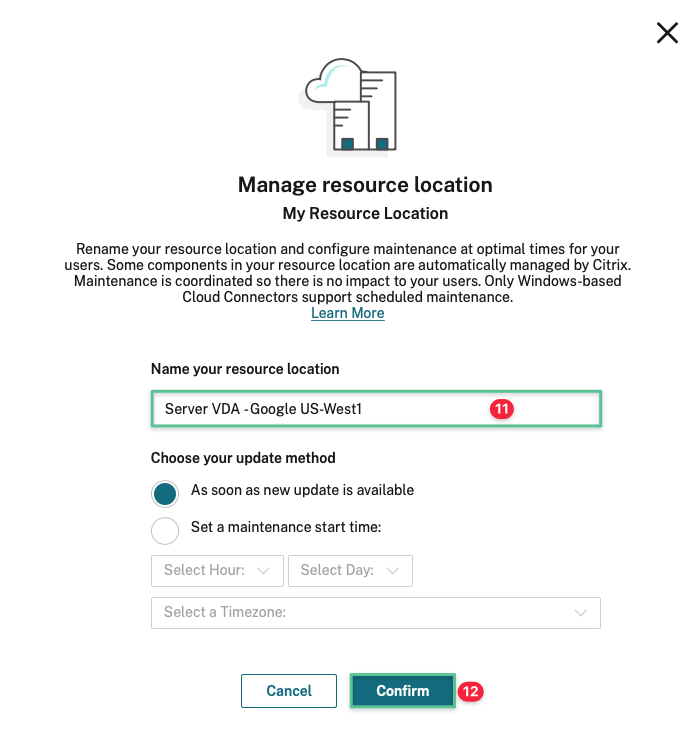 Manage resource location
My Resource Location
Rename your resource location and configure maintenance at optimal times for your
users. Some components in your resource location are automatically managed by Citrix.
Maintenance is coordinated so there is no impact to your users. Only Windows-based
Cloud Connectors support scheduled maintenance.
Learn More
Name your resource location
Server VDA - Google US-West1 11
Choose your update method
As soon as new update is available
Set a maintenance start time:
Select Hour: Select Day:
Select a Timezone:
Cancel Confirm 12